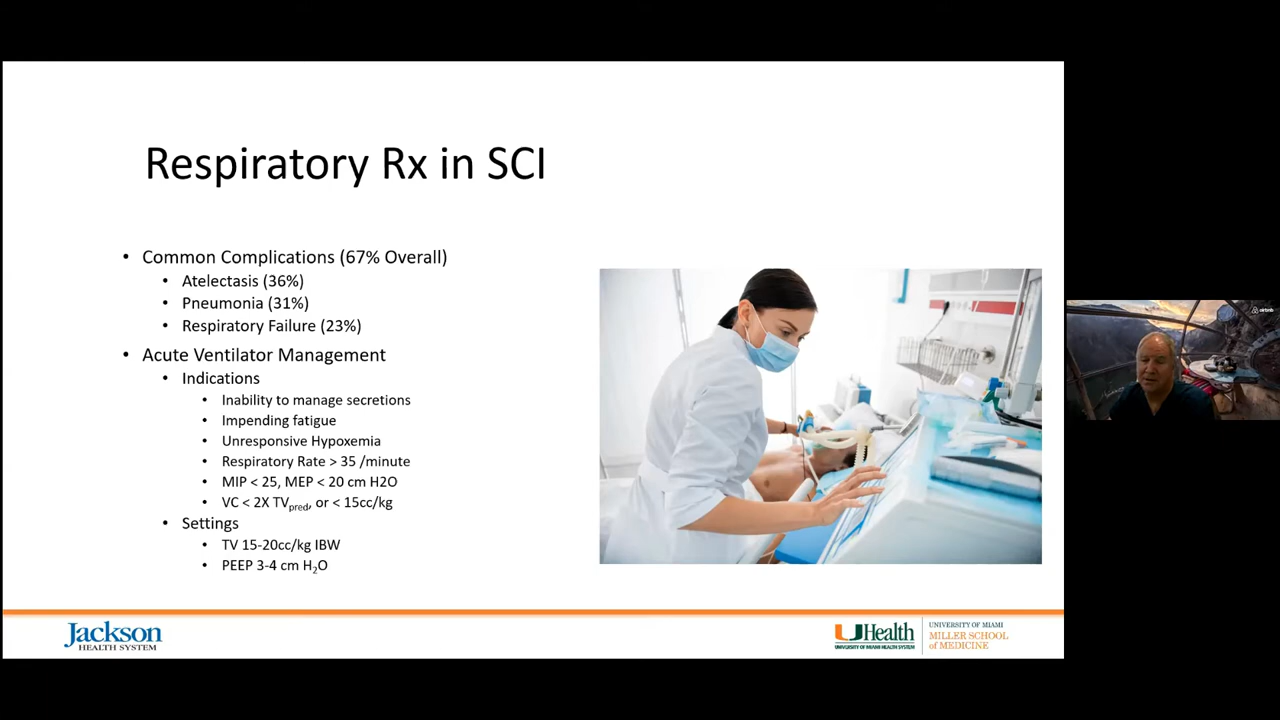 Respiratory Rx in SCI
• Common Complications (67% Overall)
• Atelectasis (36%)
• Pneumonia (31%)
• Respiratory Failure (23%)
• Acute Ventilator Management
• Indications
• Inability to manage secretions
• Impending fatigue
• Unresponsive Hypoxemia
• Respiratory Rate > 35 /minute
• MIP < 25, MEP < 20 cm H2O
• VC < 2X TVpred, or < 15cc/kg
• Settings
• TV 15-20cc/kg IBW
• PEEP 3-4 cm H2O
Jackson
HEALTH SYSTEM
UHealth
UNIVERSITY OF MIAMI HEALTH SYSTEM
UNIVERSITY OF MIAMI
MILLER SCHOOL
of MEDICINE
airbnb